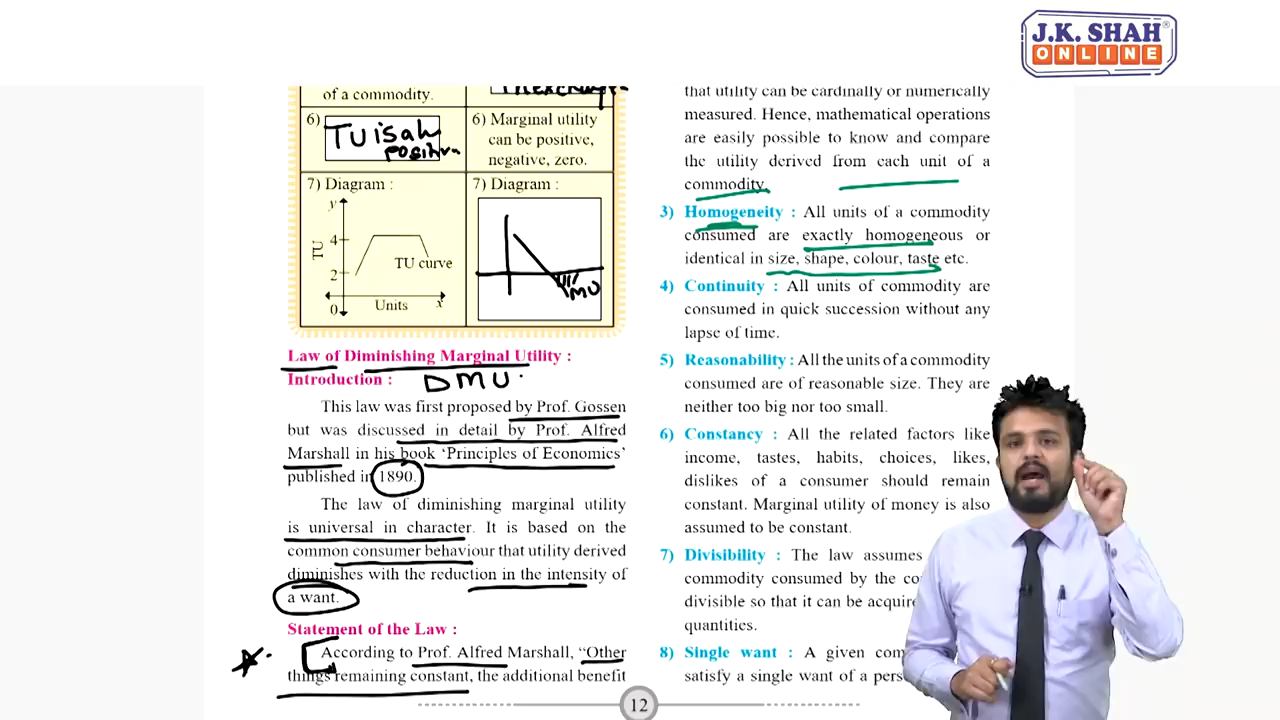 J.K. SHAH®
ONLINE
of a commodity.
6) TU is al
positiv
6) Marginal utility
can be positive,
negative, zero.
7) Diagram :
y
TU
4
2
0
TU curve
Units
x
7) Diagram :
MU
Law of Diminishing Marginal Utility :
Introduction : DMU
This law was first proposed by Prof. Gossen
but was discussed in detail by Prof. Alfred
Marshall in his book ‘Principles of Economics’
published in 1890.
The law of diminishing marginal utility
is universal in character. It is based on the
common consumer behaviour that utility derived
diminishes with the reduction in the intensity of
a want.
Statement of the Law :
According to Prof. Alfred Marshall, “Other
things remaining constant, the additional benefit
that utility can be cardinally or numerically
measured. Hence, mathematical operations
are easily possible to know and compare
the utility derived from each unit of a
commodity.
3) Homogeneity : All units of a commodity
consumed are exactly homogeneous or
identical in size, shape, colour, taste etc.
4) Continuity : All units of commodity are
consumed in quick succession without any
lapse of time.
5) Reasonability : All the units of a commodity
consumed are of reasonable size. They are
neither too big nor too small.
6) Constancy : All the related factors like
income, tastes, habits, choices, likes,
dislikes of a consumer should remain
constant. Marginal utility of money is also
assumed to be constant.
7) Divisibility : The law assumes
commodity consumed by the
divisible so that it can be
quantities.
8) Single want : A given
satisfy a single want of a
12